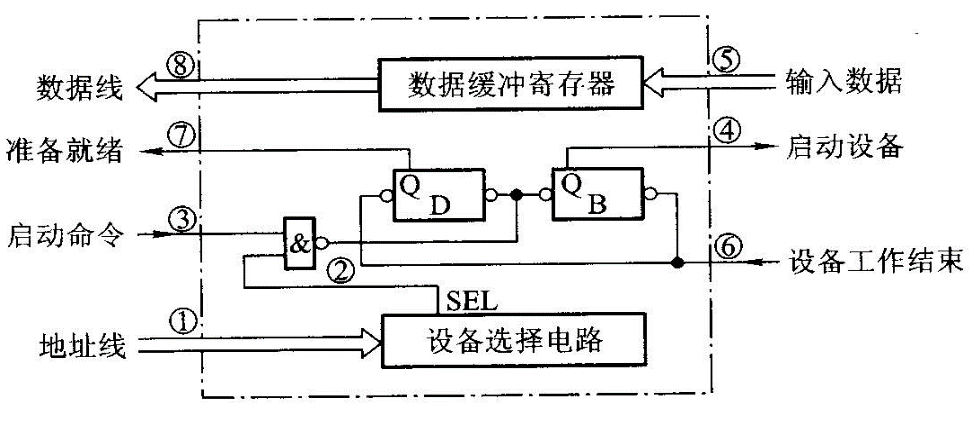 数据线
⑧
数据缓冲寄存器
⑤
输入数据
准备就绪
⑦
Q
D
Q
B
④
启动设备
启动命令
③
&
②
⑥
设备工作结束
SEL
地址线
①
设备选择电路